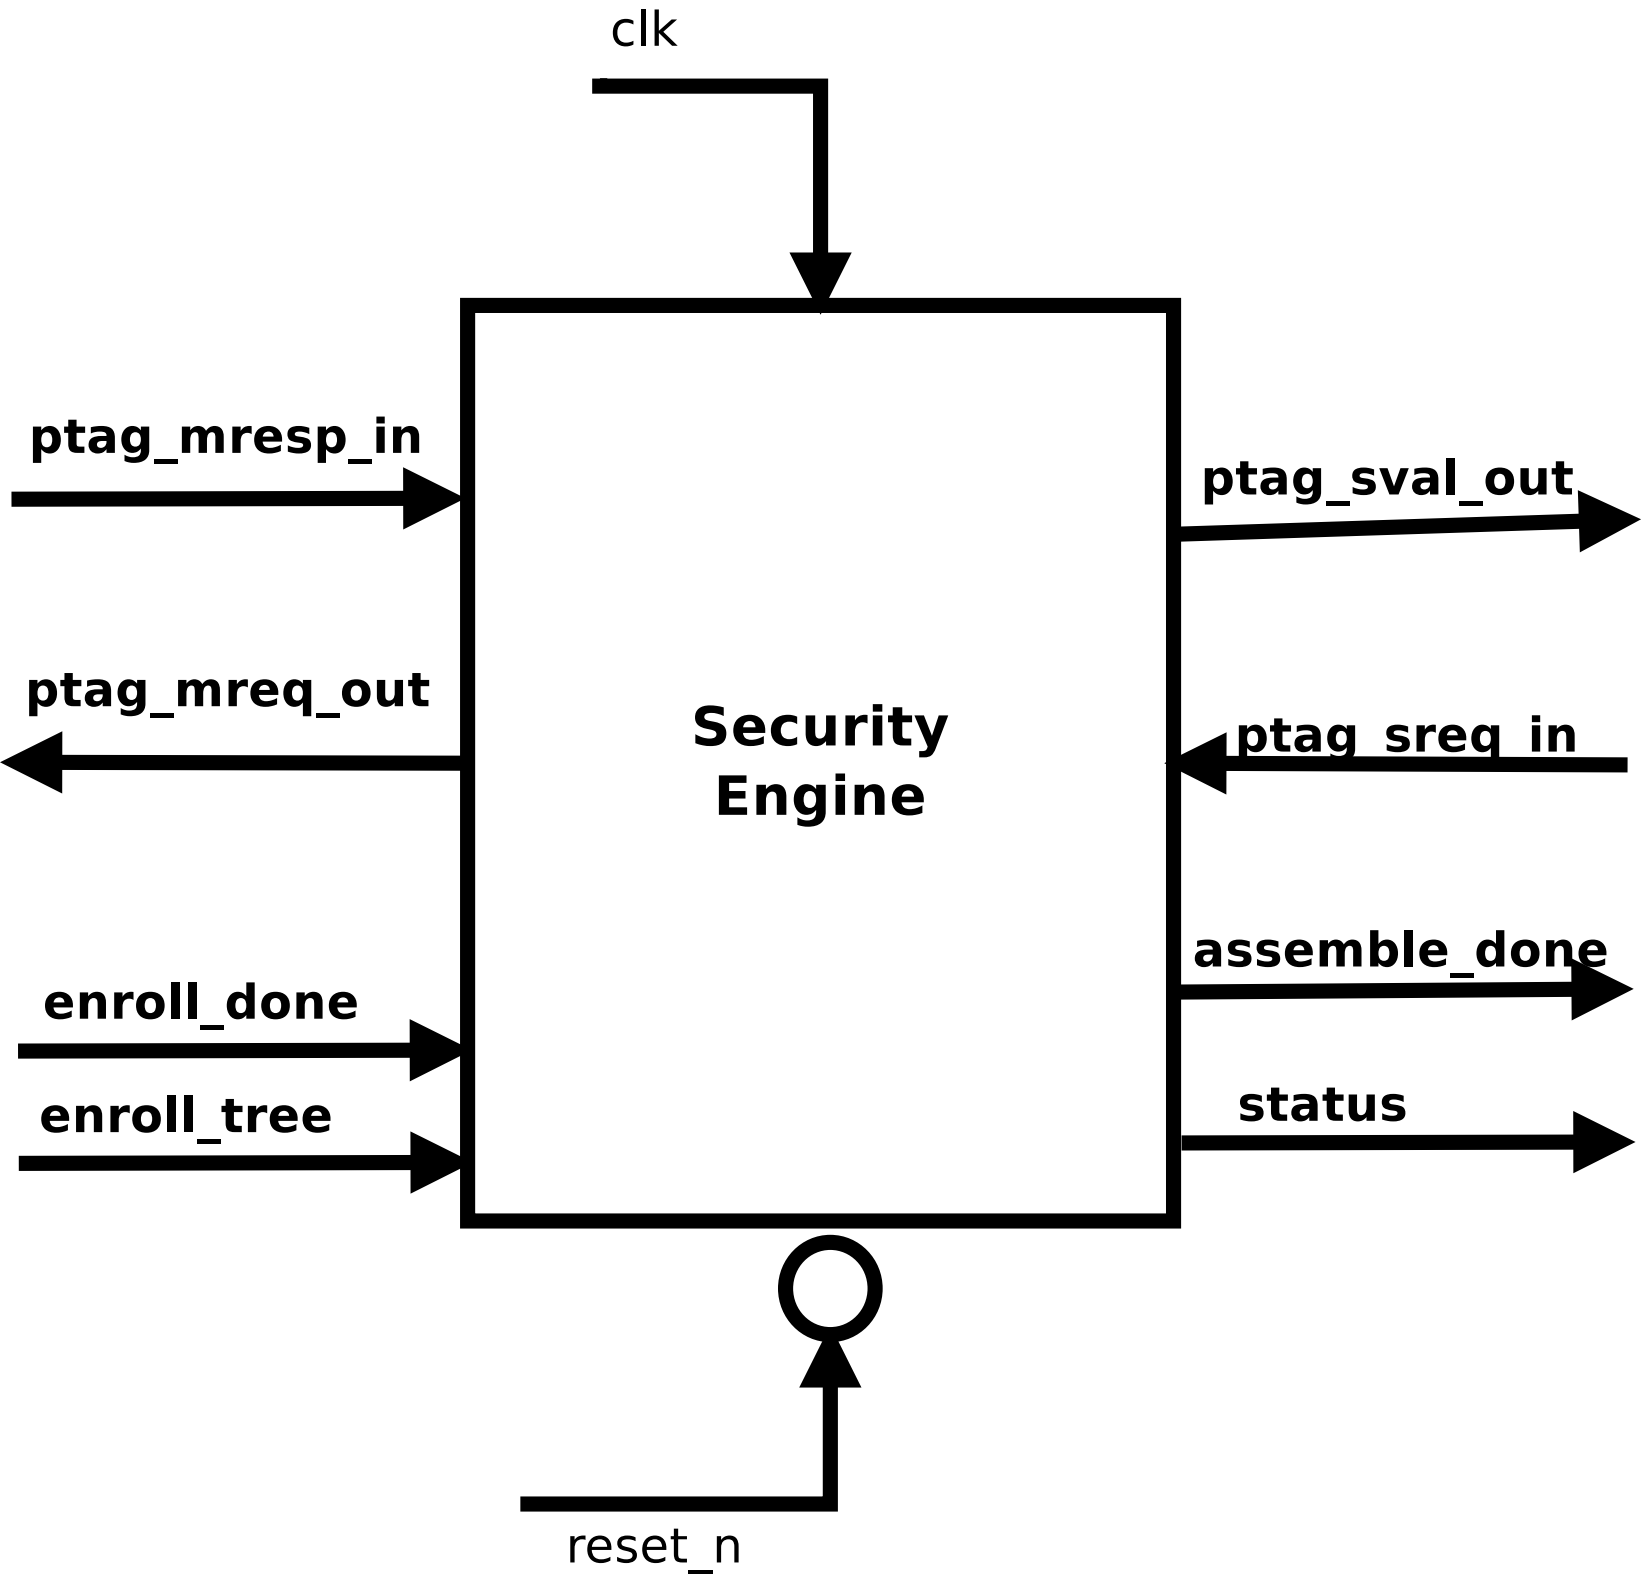 clk
ptag_mresp_in
ptag_sval_out
ptag_mreq_out
Security
Engine
ptag_sreq_in
enroll_done
assemble_done
enroll_tree
status
reset_n